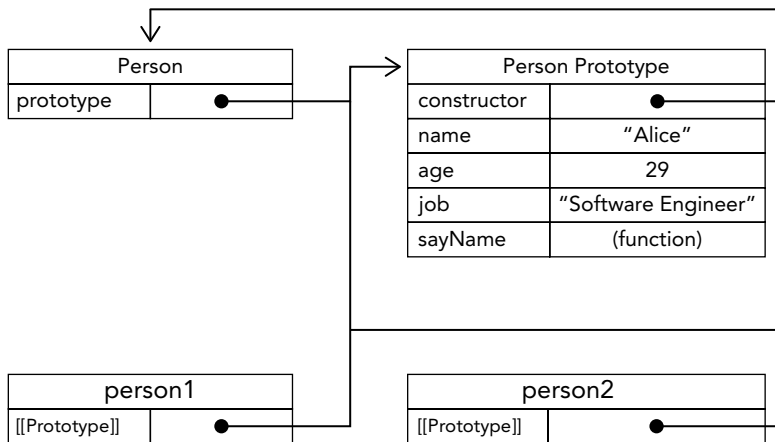 Person
prototype
Person Prototype
constructor
name “Alice”
age 29
job “Software Engineer”
sayName (function)
person1
[[Prototype]]
person2
[[Prototype]]